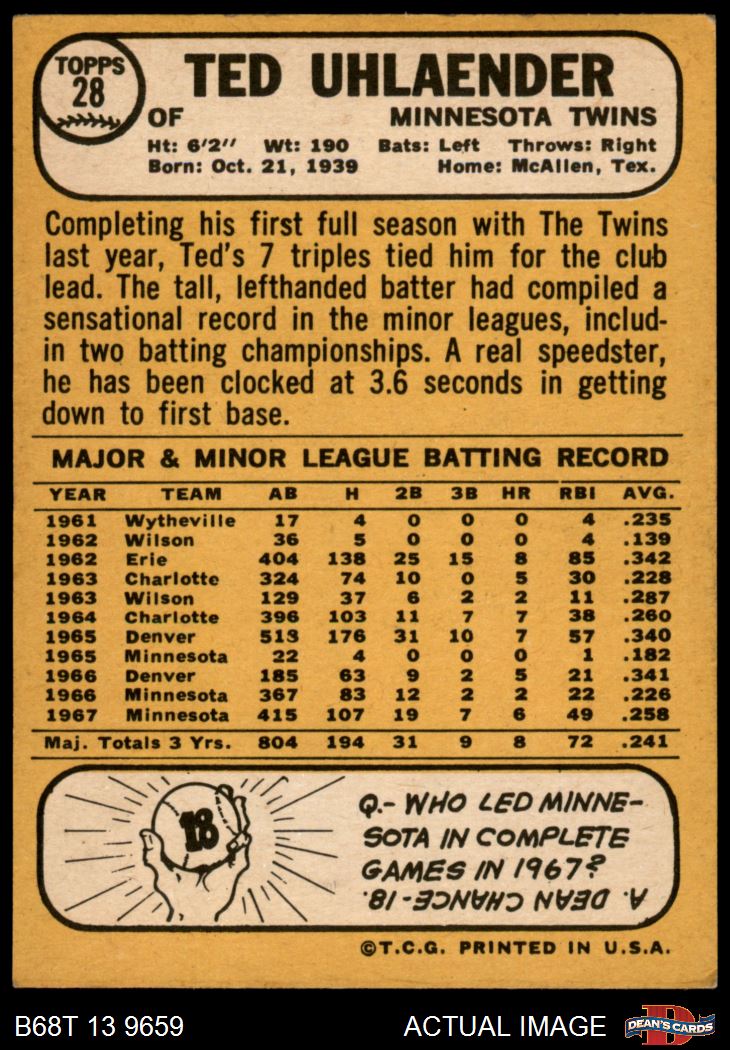 TOPPS
28
TED UHLAENDER
OF MINNESOTA TWINS
Ht: 6'2" Wt: 190 Bats: Left Throws: Right
Born: Oct. 21, 1939 Home: McAllen, Tex.
Completing his first full season with The Twins
last year, Ted's 7 triples tied him for the club
lead. The tall, lefthanded batter had compiled a
sensational record in the minor leagues, includ-
in two batting championships. A real speedster,
he has been clocked at 3.6 seconds in getting
down to first base.
MAJOR & MINOR LEAGUE BATTING RECORD
YEAR TEAM AB H 2B 3B HR RBI AVG.
1961 Wytheville 17 4 0 0 0 4 .235
1962 Wilson 36 5 0 0 0 4 .139
1962 Erie 404 138 25 15 8 85 .342
1963 Charlotte 324 74 10 0 5 30 .228
1963 Wilson 129 37 6 2 2 11 .287
1964 Charlotte 396 103 11 7 7 38 .260
1965 Denver 513 176 31 10 7 57 .340
1965 Minnesota 22 4 0 0 0 1 .182
1966 Denver 185 63 9 2 5 21 .341
1966 Minnesota 367 83 12 2 2 22 .226
1967 Minnesota 415 107 19 7 6 49 .258
Maj. Totals 3 Yrs. 804 194 31 9 8 72 .241
18
Q.- WHO LED MINNE-
SOTA IN COMPLETE
GAMES IN 1967?
A. DEAN CHANCE-18.
©T.C.G. PRINTED IN U.S.A.
B68T 13 9659 ACTUAL IMAGE
D
DEAN'S CARDS